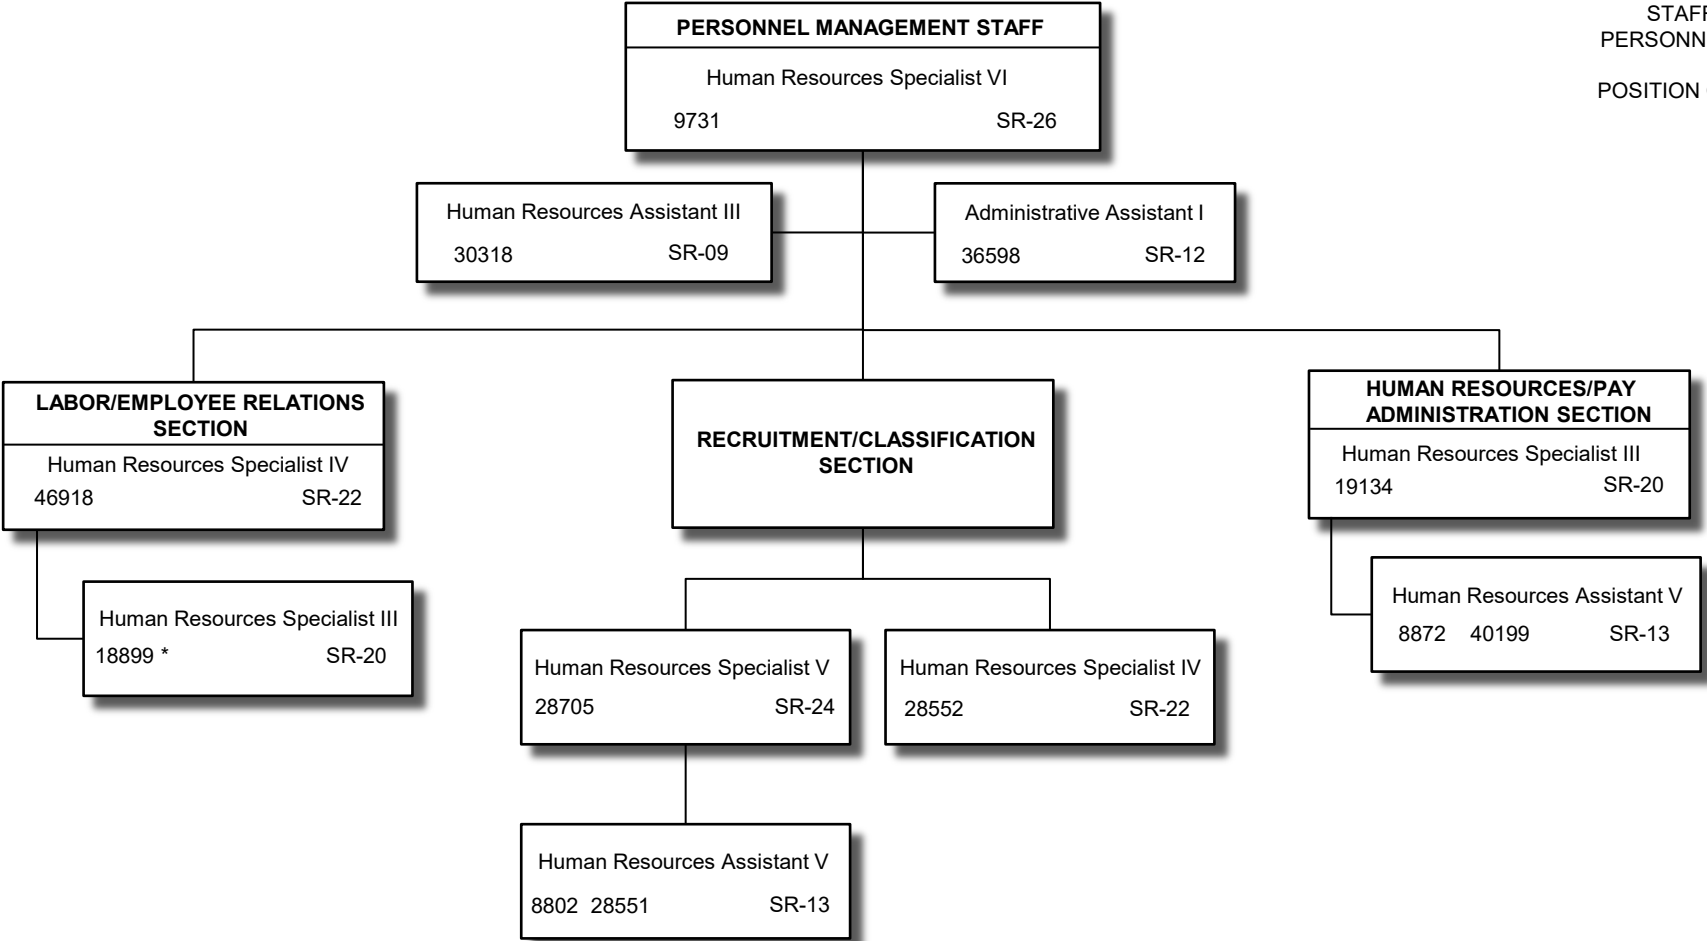 STAFF
PERSONN
POSITION
PERSONNEL MANAGEMENT STAFF
Human Resources Specialist VI
9731 SR-26
Human Resources Assistant III
30318 SR-09
Administrative Assistant I
36598 SR-12
LABOR/EMPLOYEE RELATIONS
SECTION
Human Resources Specialist IV
46918 SR-22
Human Resources Specialist III
18899 * SR-20
RECRUITMENT/CLASSIFICATION
SECTION
Human Resources Specialist V
28705 SR-24
Human Resources Specialist IV
28552 SR-22
Human Resources Assistant V
8802 28551 SR-13
HUMAN RESOURCES/PAY
ADMINISTRATION SECTION
Human Resources Specialist III
19134 SR-20
Human Resources Assistant V
8872 40199 SR-13